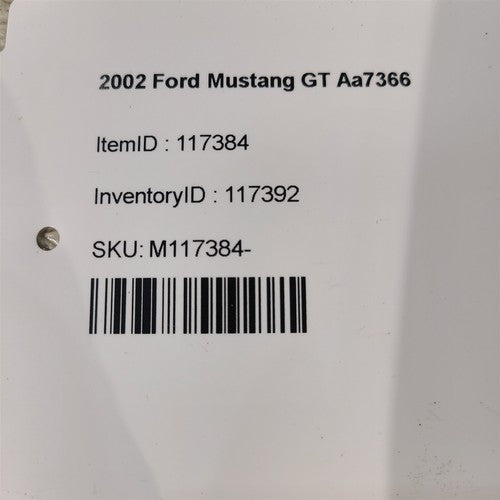 2002 Ford Mustang GT Aa7366
ItemID : 117384
InventoryID : 117392
SKU: M117384-